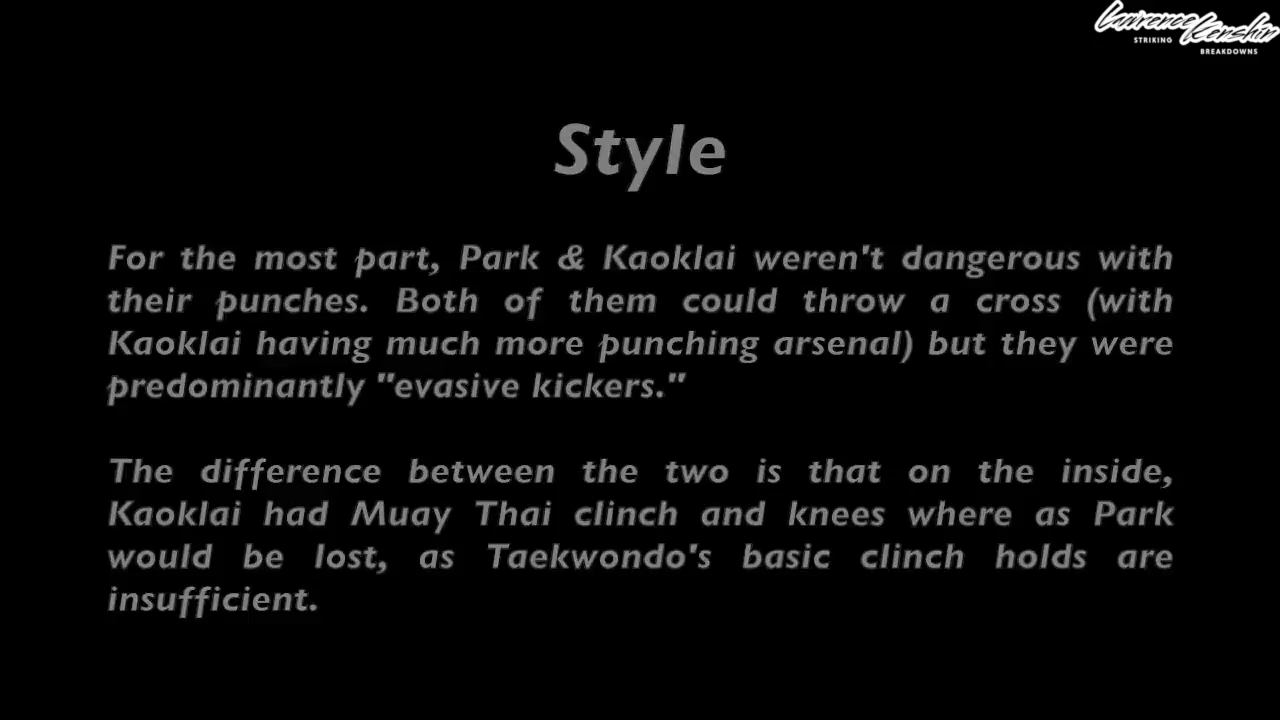 Lawrence Kenshin
STRIKING
BREAKDOWNS
Style
For the most part, Park & Kaoklai weren't dangerous with
their punches. Both of them could throw a cross (with
Kaoklai having much more punching arsenal) but they were
predominantly "evasive kickers."
The difference between the two is that on the inside,
Kaoklai had Muay Thai clinch and knees where as Park
would be lost, as Taekwondo's basic clinch holds are
insufficient.